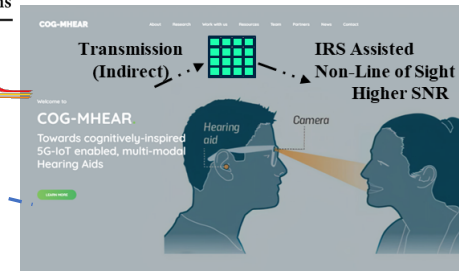 COG-MHEAR
About Research Work with us Resources Team Partners News Contact
Transmission
(Indirect)
IRS Assisted
Non-Line of Sight
Higher SNR
Welcome to
COG-MHEAR
Towards cognitively-inspired
5G-IoT enabled, multi-modal
Hearing Aids
LEARN MORE
Hearing
aid
Camera